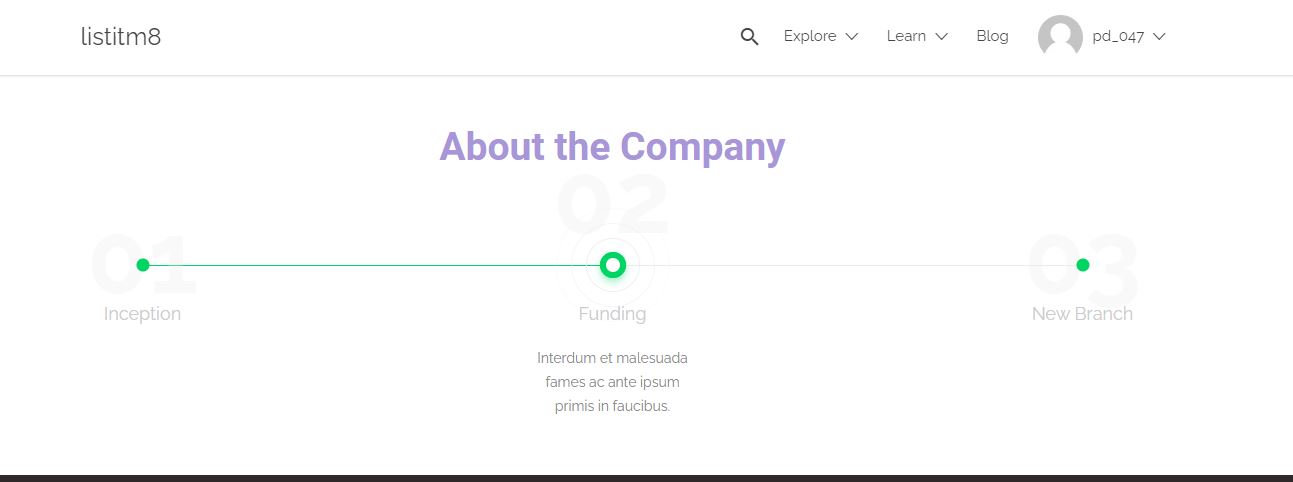 listitm8
Explore
Learn
Blog
pd_047
About the Company
01
02
03
Inception
Funding
New Branch
Interdum et malesuada
fames ac ante ipsum
primis in faucibus.